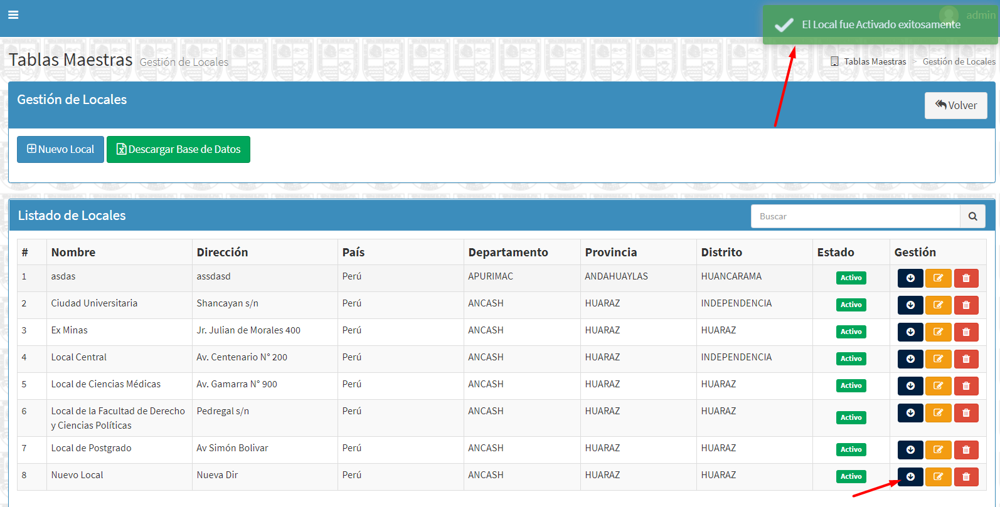 admin
El Local fue Activado exitosamente
Tablas Maestras Gestión de Locales
Tablas Maestras > Gestión de Locales
Gestión de Locales
Volver
Nuevo Local Descargar Base de Datos
Listado de Locales
Buscar
# Nombre Dirección País Departamento Provincia Distrito Estado Gestión
1 asdas assdasd Perú APURIMAC ANDAHUAYLAS HUANCARAMA Activo
2 Ciudad Universitaria Shancayan s/n Perú ANCASH HUARAZ INDEPENDENCIA Activo
3 Ex Minas Jr. Julian de Morales 400 Perú ANCASH HUARAZ HUARAZ Activo
4 Local Central Av. Centenario N° 200 Perú ANCASH HUARAZ INDEPENDENCIA Activo
5 Local de Ciencias Médicas Av. Gamarra N° 900 Perú ANCASH HUARAZ HUARAZ Activo
6 Local de la Facultad de Derecho Pedregal s/n Perú ANCASH HUARAZ HUARAZ Activo
y Ciencias Políticas
7 Local de Postgrado Av Simón Bolivar Perú ANCASH HUARAZ HUARAZ Activo
8 Nuevo Local Nueva Dir Perú ANCASH HUARAZ HUARAZ Activo